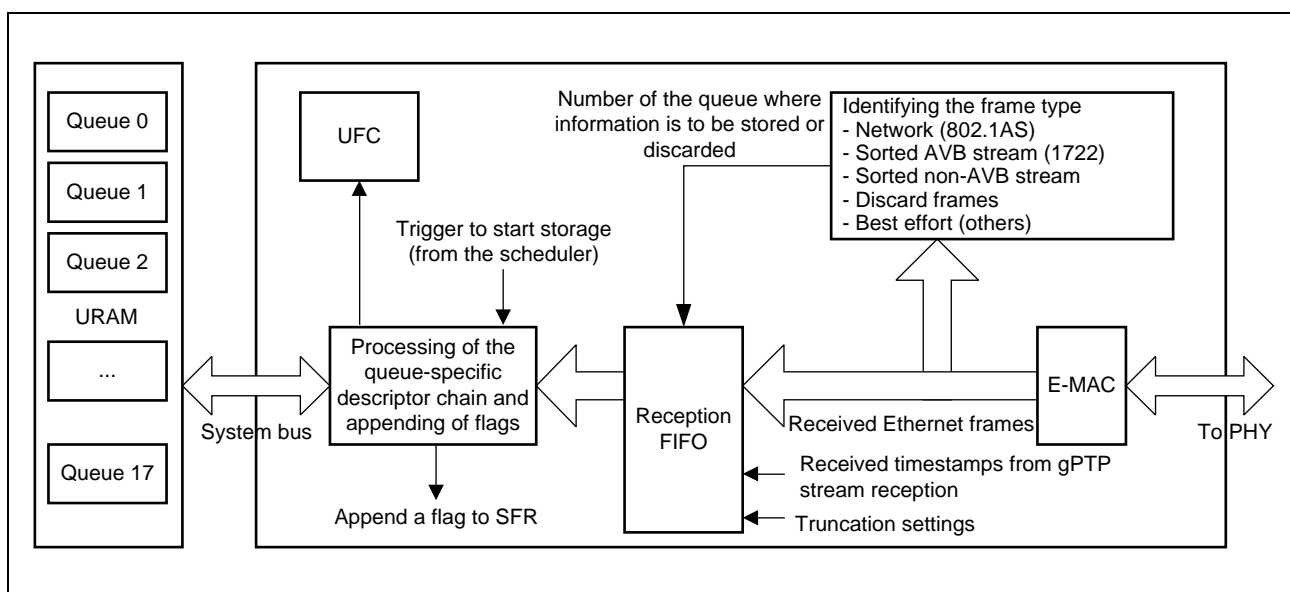 Queue 0
Queue 1
Queue 2
URAM
...
Queue 17
System bus
UFC
Trigger to start storage
(from the scheduler)
Processing of the
queue-specific
descriptor chain and
appending of flags
Append a flag to SFR
Number of the queue where
information is to be stored or
discarded
Reception
FIFO
Identifying the frame type
- Network (802.1AS)
- Sorted AVB stream (1722)
- Sorted non-AVB stream
- Discard frames
- Best effort (others)
E-MAC
Received Ethernet frames
To PHY
Received timestamps from gPTP
stream reception
Truncation settings